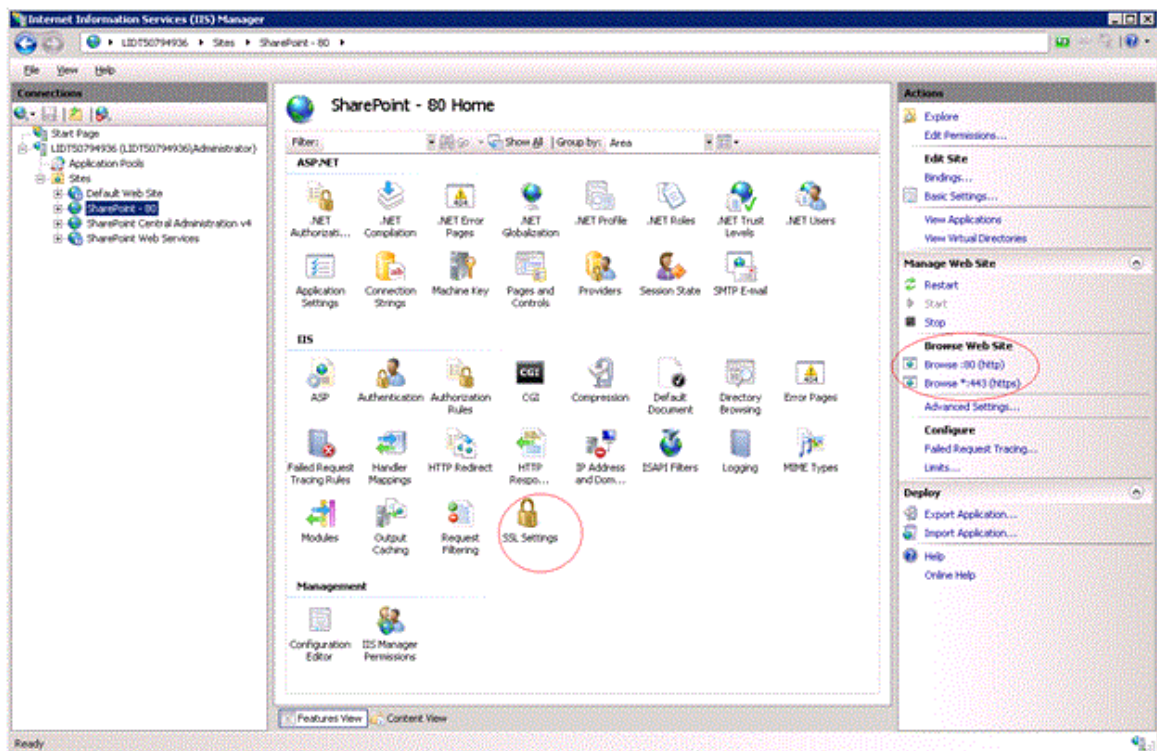 Internet Information Services (IIS) Manager
LIDT50794936 Sites SharePoint - 80
File View Help
Connections
Start Page
LIDT50794936 (LIDT50794936\Administrator)
Application Pools
Sites
Default Web Site
SharePoint - 80
SharePoint Central Administration v4
SharePoint Web Services
SharePoint - 80 Home
Filter: Go Show All Group by: Area
ASP.NET
.NET Authorizati...
.NET Compilation
.NET Error Pages
.NET Globalization
.NET Profile
.NET Roles
.NET Trust Levels
.NET Users
Application Settings
Connection Strings
Machine Key
Pages and Controls
Providers
Session State
SMTP E-mail
IIS
ASP
Authentication
Authorization Rules
CGI
CGI
Compression
Default Document
Directory Browsing
404
Error Pages
Failed Request Tracing Rules
Handler Mappings
HTTP Redirect
HTTP Respo...
IP Address and Dom...
ISAPI Filters
Logging
MIME Types
Modules
Output Caching
Request Filtering
SSL Settings
Management
Configuration Editor
IIS Manager Permissions
Features View Content View
Actions
Explore
Edit Permissions...
Edit Site
Bindings...
Basic Settings...
View Applications
View Virtual Directories
Manage Web Site
Restart
Start
Stop
Browse Web Site
Browse :80 (http)
Browse *:443 (https)
Advanced Settings...
Configure
Failed Request Tracing...
Limits...
Deploy
Export Application...
Import Application...
Help
Online Help
Ready